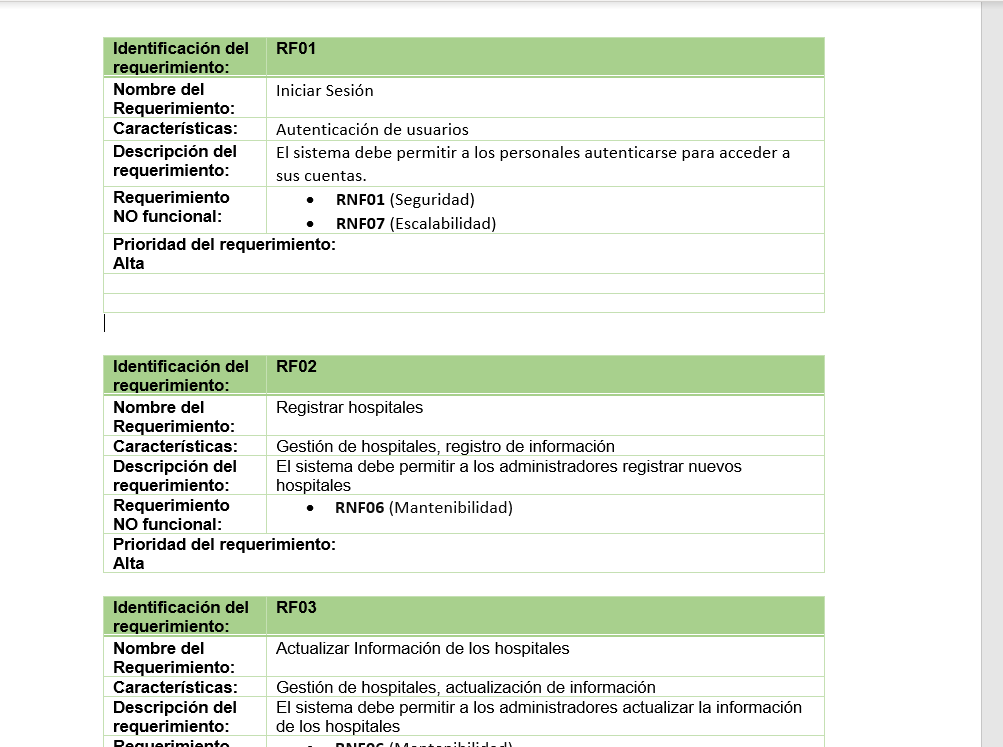 Identificación del RF01
requerimiento:
Nombre del Iniciar Sesión
Requerimiento:
Características: Autenticación de usuarios
Descripción del El sistema debe permitir a los personales autenticarse para acceder a
requerimiento: sus cuentas.
Requerimiento • RNF01 (Seguridad)
NO funcional: • RNF07 (Escalabilidad)
Prioridad del requerimiento:
Alta
Identificación del RF02
requerimiento:
Nombre del Registrar hospitales
Requerimiento:
Características: Gestión de hospitales, registro de información
Descripción del El sistema debe permitir a los administradores registrar nuevos
requerimiento: hospitales
Requerimiento • RNF06 (Mantenibilidad)
NO funcional:
Prioridad del requerimiento:
Alta
Identificación del RF03
requerimiento:
Nombre del Actualizar Información de los hospitales
Requerimiento:
Características: Gestión de hospitales, actualización de información
Descripción del El sistema debe permitir a los administradores actualizar la información
requerimiento: de los hospitales
Requerimiento • RNF06 (Mantenibilidad)